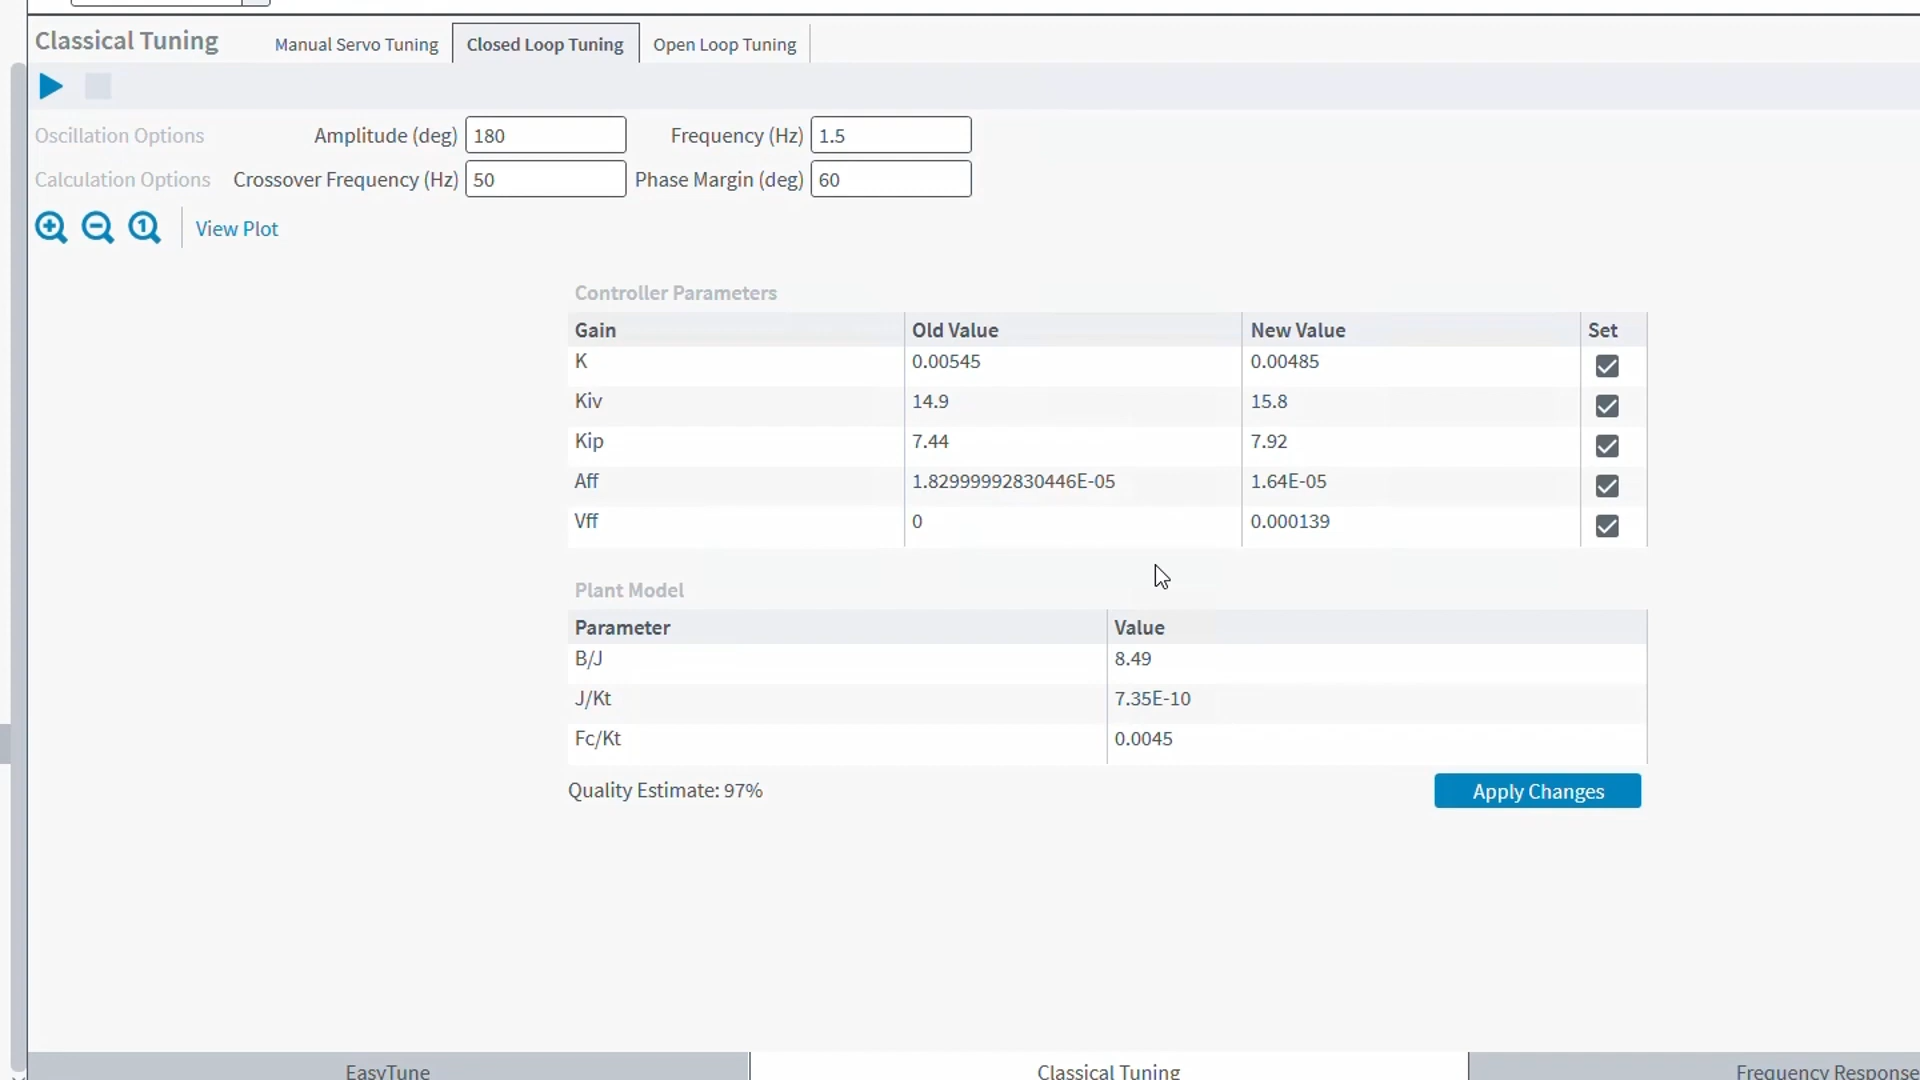 Classical Tuning Manual Servo Tuning Closed Loop Tuning Open Loop Tuning
Oscillation Options Amplitude (deg) 180 Frequency (Hz) 1.5
Calculation Options Crossover Frequency (Hz) 50 Phase Margin (deg) 60
1 View Plot
Controller Parameters
Gain Old Value New Value Set
K 0.00545 0.00485
Kiv 14.9 15.8
Kip 7.44 7.92
Aff 1.82999992830446E-05 1.64E-05
Vff 0 0.000139
Plant Model
Parameter Value
B/J 8.49
J/Kt 7.35E-10
Fc/Kt 0.0045
Quality Estimate: 97% Apply Changes
EasyTune Classical Tuning Frequency Response